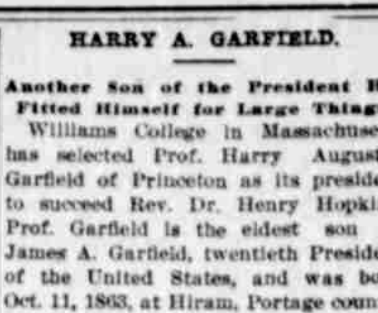 HARRY A. GARFIELD.
Another Son of the President H
Fitted Himself for Large Thing
Williams College in Massachuse
has selected Prof. Harry August
Garfield of Princeton as its preside
to succeed Rev. Dr. Henry Hopki
Prof. Garfield is the eldest son
James A. Garfield, twentieth Preside
of the United States, and was bo
Oct. 11, 1863, at Hiram, Portage coun